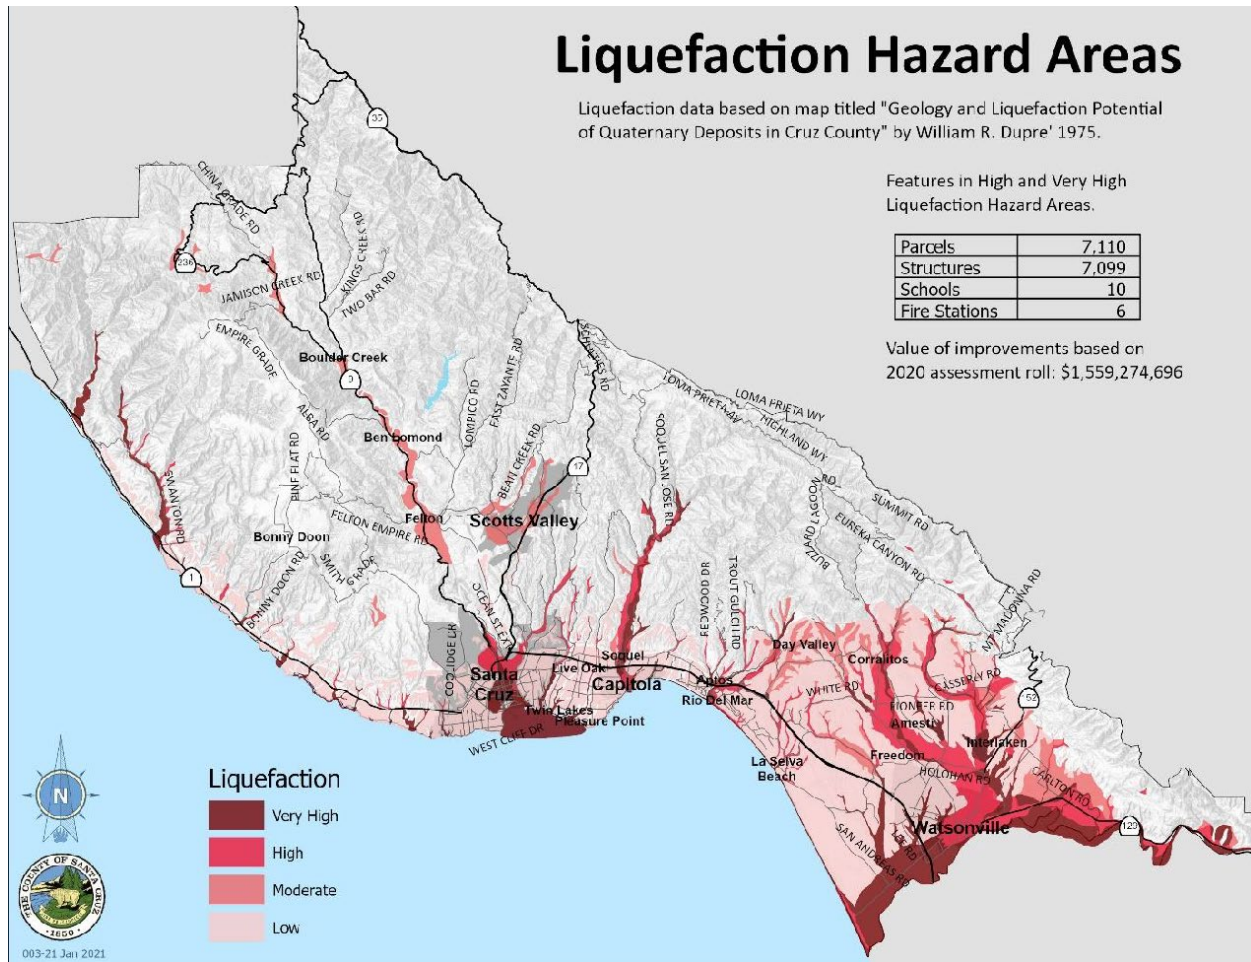 Liquefaction Hazard Areas
Liquefaction data based on map titled "Geology and Liquefaction Potential
of Quaternary Deposits in Cruz County" by William R. Dupre' 1975.
Features in High and Very High
Liquefaction Hazard Areas.
Parcels 7,110
Structures 7,099
Schools 10
Fire Stations 6
Value of improvements based on
2020 assessment roll: $1,559,274,696
35
CHINA GRADE RD
236
KINGS CREEK RD
JAMISON CREEK RD
TWO BAR RD
EMPIRE GRADE
Boulder Creek
9
LOMPICO RD
EAST ZAYANTE RD
ALBA RD
Ben Lomond
LOMA PRIETA AV
LOMA PRIETA WY
HIGHLAND WY
PINE FLAT RD
BEAN CREEK RD
17
SOQUEL SAN JOSE RD
SWANTON RD
FELTON EMPIRE RD
Felton
Scotts Valley
BUZZARD LAGOON RD
SUMMIT RD
EUREKA CANYON RD
Bonny Doon
SMITH GRADE
1
BONNY DOON RD
OCEAN ST EXT
COOLIDGE DR
REDWOOD RD
TROUT GULCH RD
MT MADONNA RD
Day Valley
Corralitos
Soquel
Live Oak
Santa
Cruz
Capitola
Aptos
Rio Del Mar
WHITE RD
CASSERLY RD
PIONEER RD
Amesti
152
Twin Lakes
Pleasure Point
WEST CLIFF DR
Interlaken
Freedom
La Selva
Beach
HOLOHAN RD
CARLTON RD
Watsonville
129
SAN ANDREAS RD
LEE RD
N
Liquefaction
Very High
High
Moderate
Low
THE COUNTY OF SANTA CRUZ
1850
003-21 Jan 2021